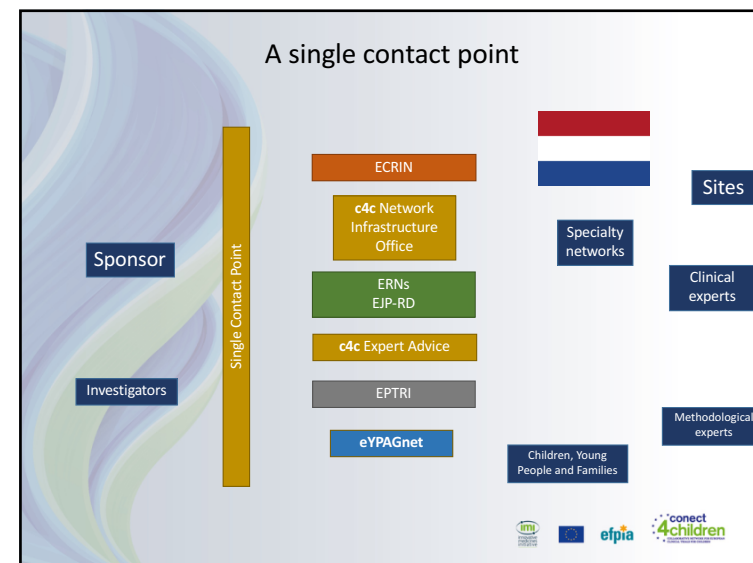 A single contact point
Sponsor
Investigators
Single Contact Point
ECRIN
c4c Network
Infrastructure
Office
ERNs
EJP-RD
c4c Expert Advice
EPTRI
eYPAGnet
Specialty
networks
Sites
Clinical
experts
Methodological
experts
Children, Young
People and Families
imi
efpia
conect
4children